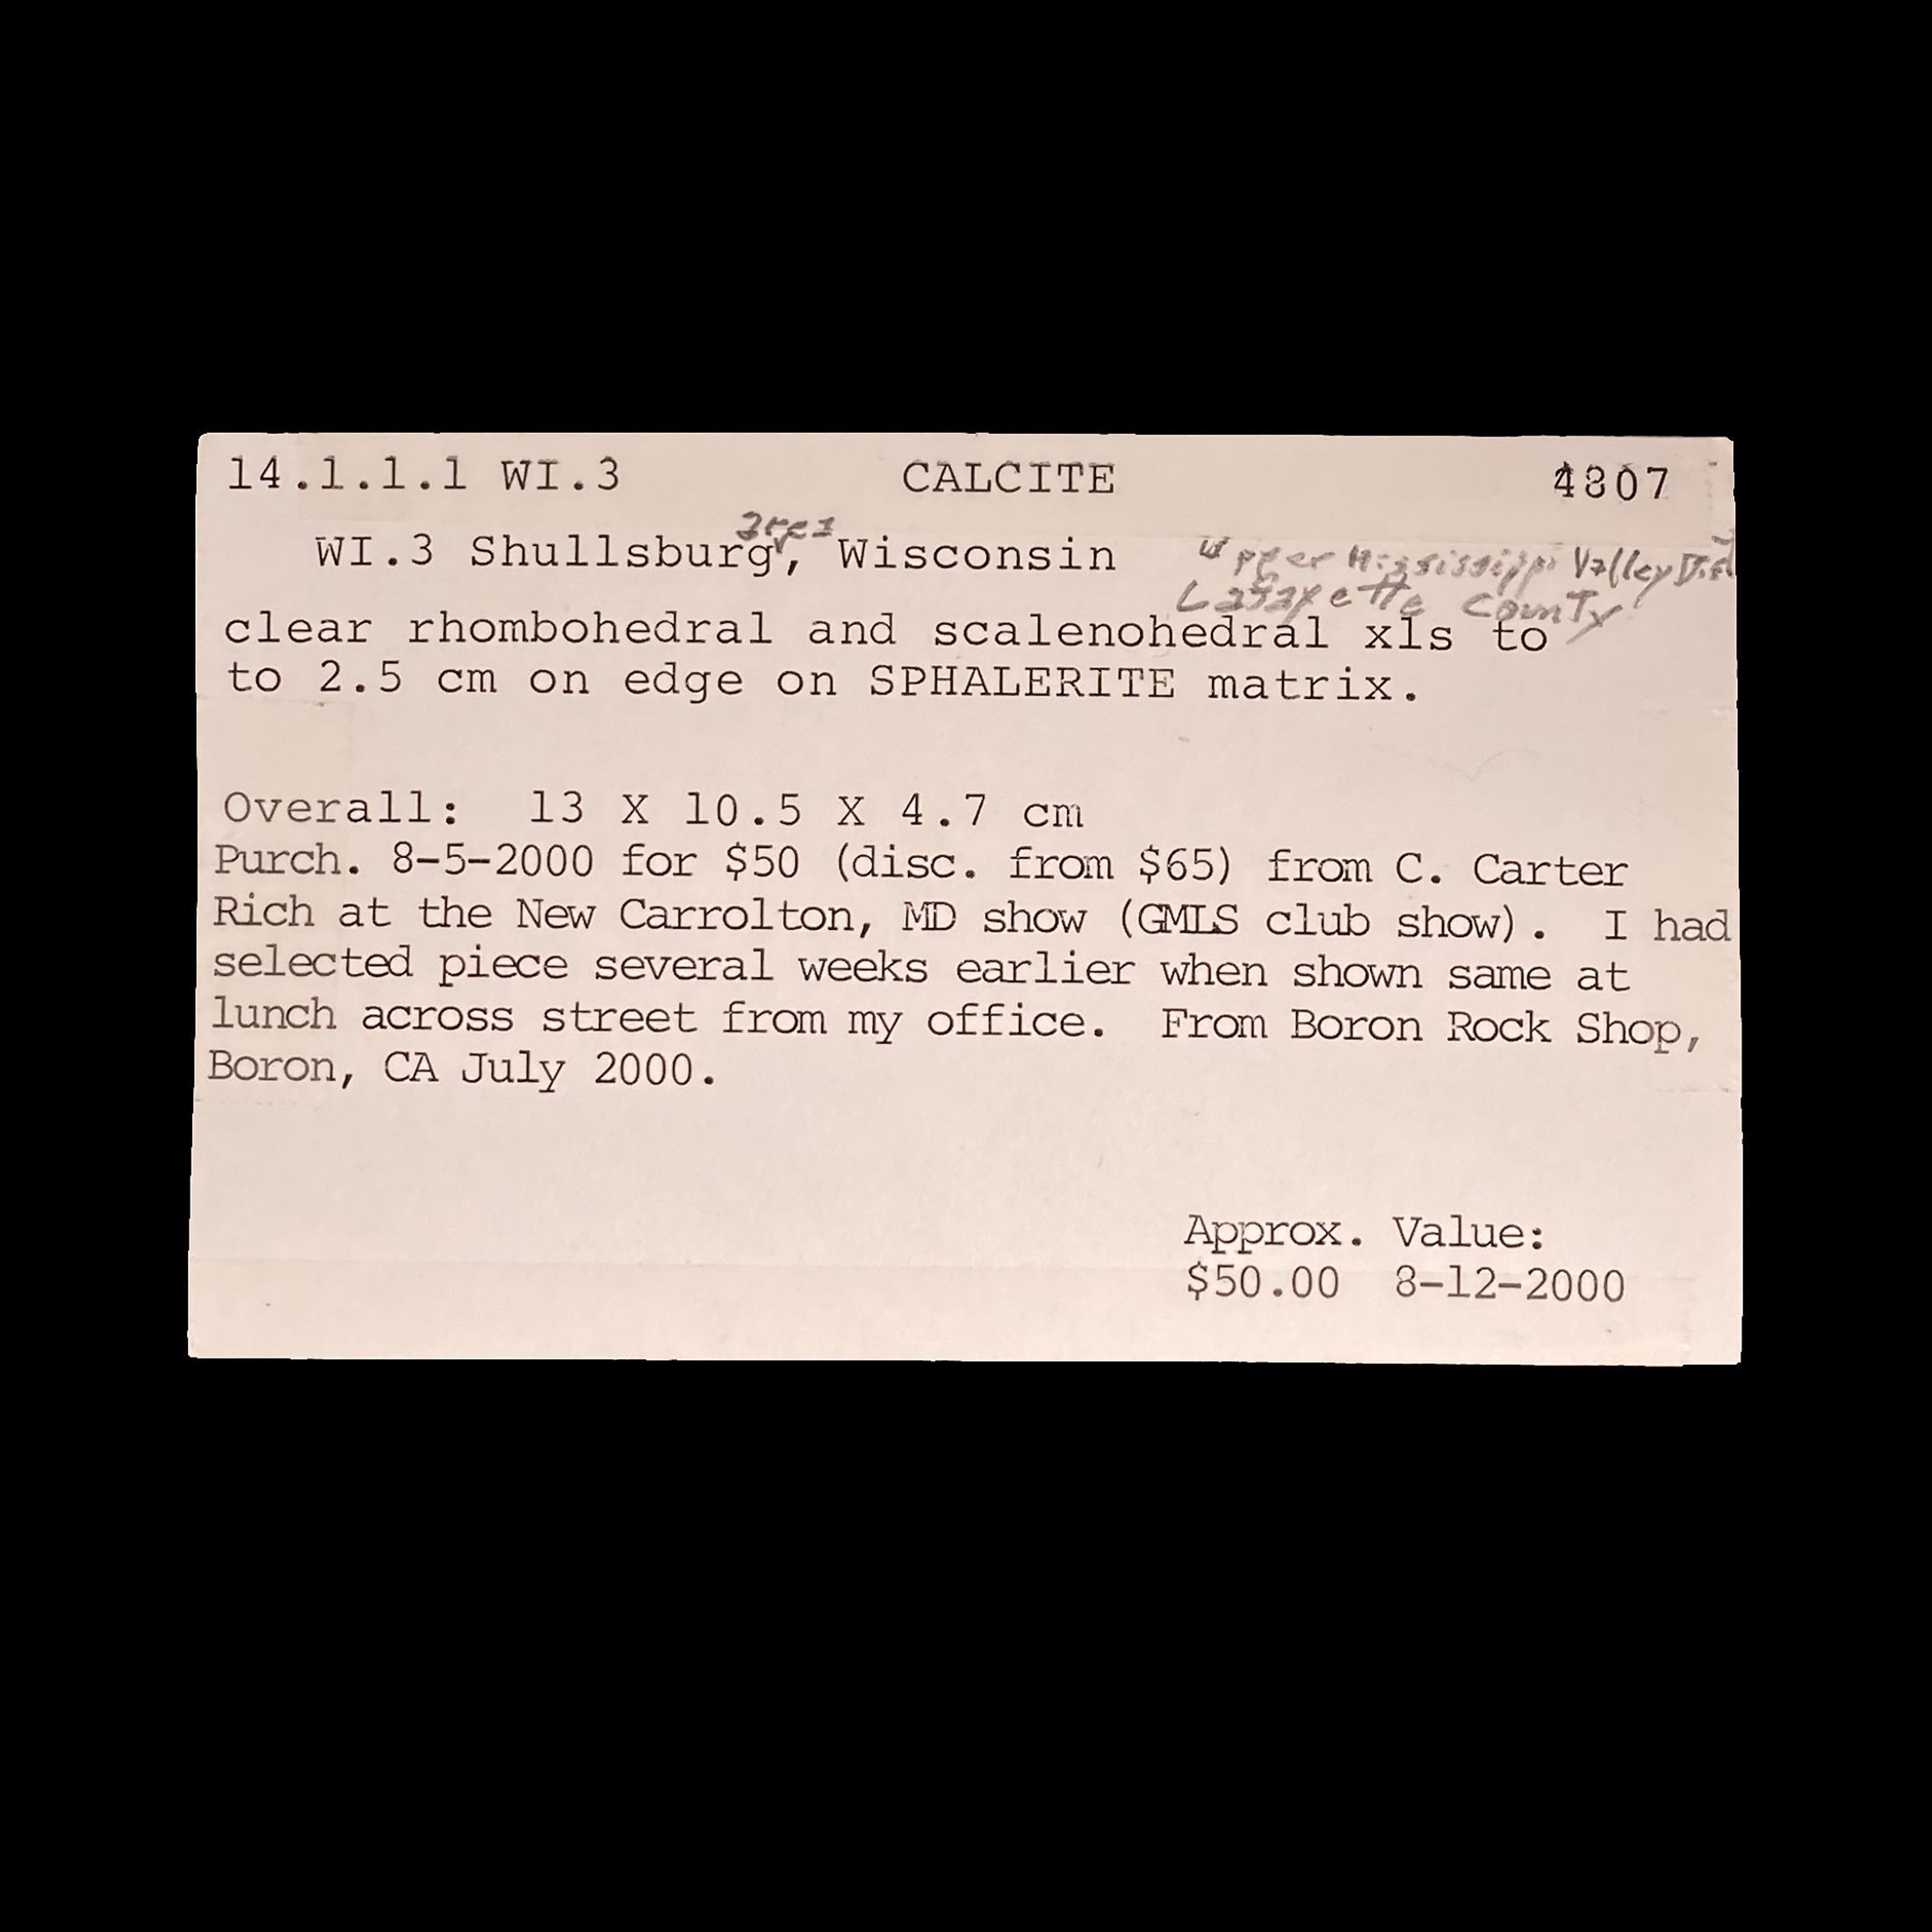 14.1.1.1 WI.3 CALCITE 4807
area
WI.3 Shullsburg, Wisconsin Upper Mississippi Valley Dist
Lafayette County
clear rhombohedral and scalenohedral xls to
to 2.5 cm on edge on SPHALERITE matrix.
Overall: 13 X 10.5 X 4.7 cm
Purch. 8-5-2000 for $50 (disc. from $65) from C. Carter
Rich at the New Carrolton, MD show (GMLS club show). I had
selected piece several weeks earlier when shown same at
lunch across street from my office. From Boron Rock Shop,
Boron, CA July 2000.
Approx. Value:
$50.00 8-12-2000